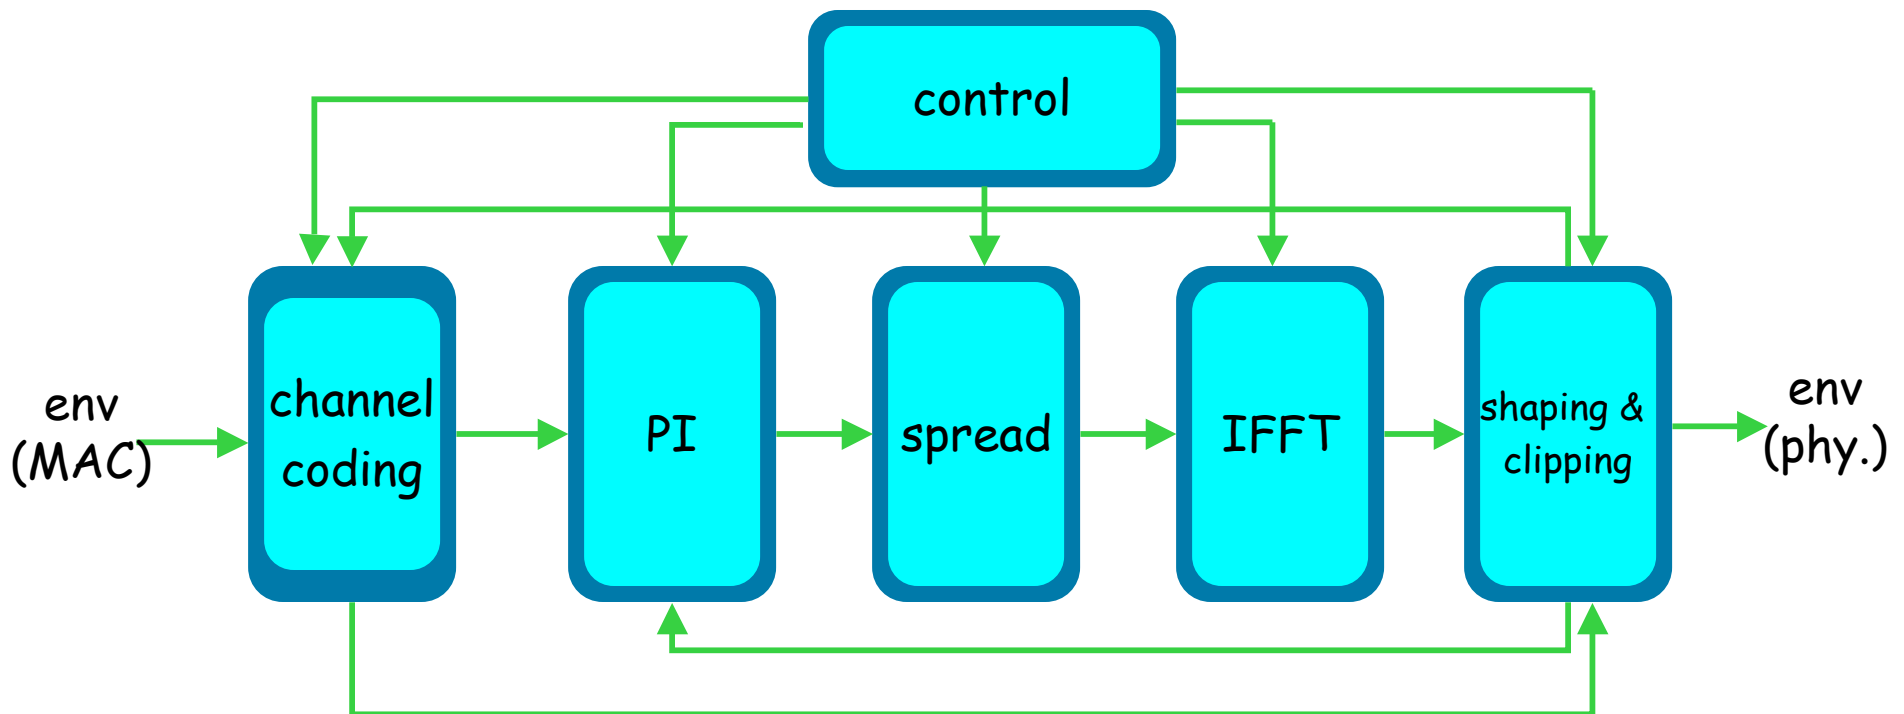 control
env
(MAC)
channel
coding
PI
spread
IFFT
shaping &
clipping
env
(phy.)